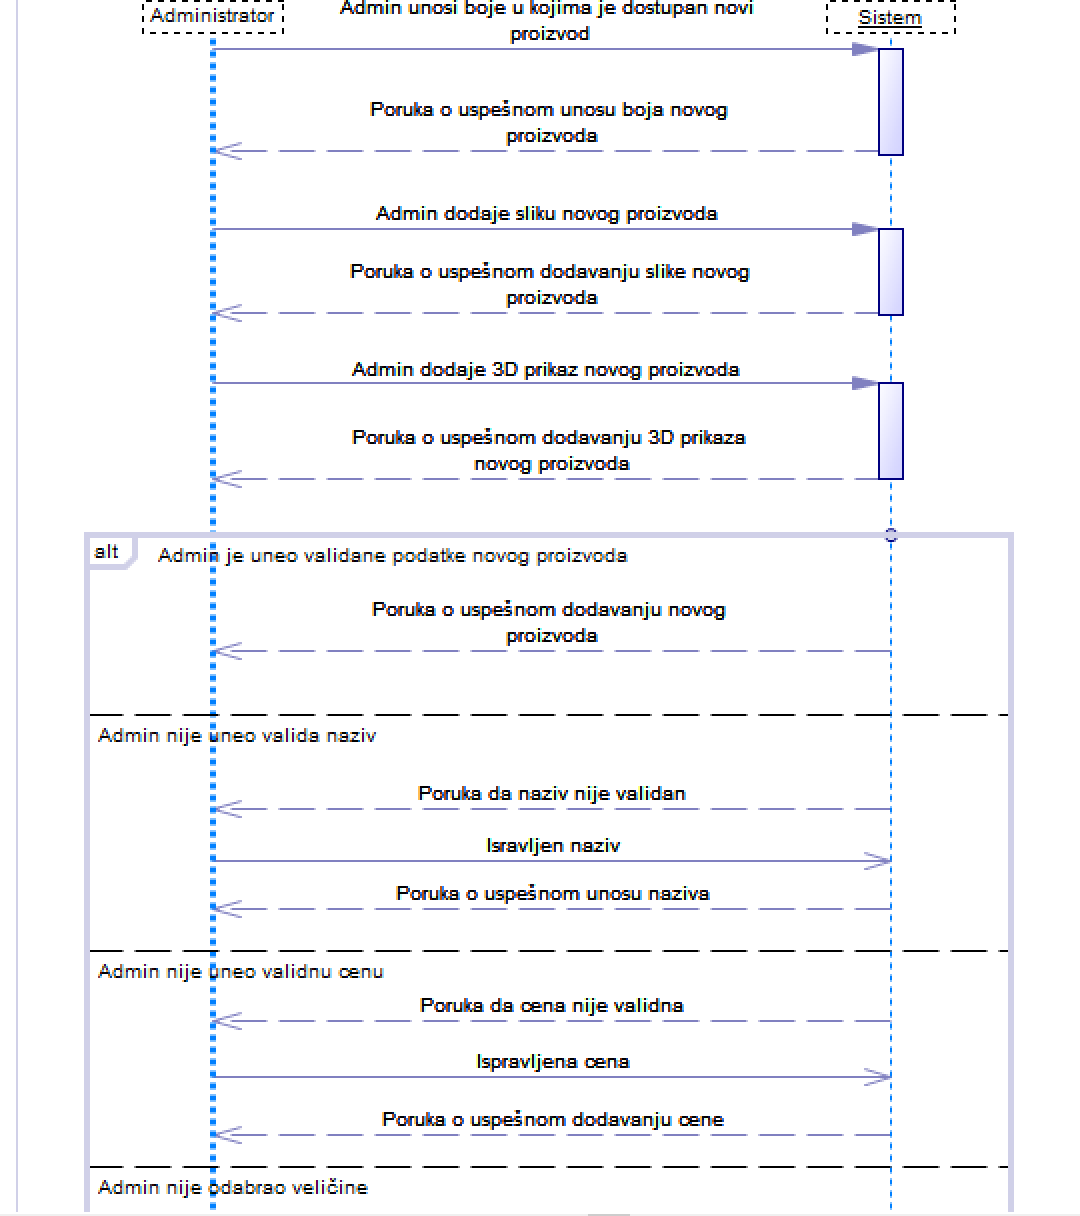 Administrator
Admin unosi boje u kojima je dostupan novi
proizvod
Sistem
Poruka o uspešnom unosu boja novog
proizvoda
Admin dodaje sliku novog proizvoda
Poruka o uspešnom dodavanju slike novog
proizvoda
Admin dodaje 3D prikaz novog proizvoda
Poruka o uspešnom dodavanju 3D prikaza
novog proizvoda
alt
Admin je uneo validane podatke novog proizvoda
Poruka o uspešnom dodavanju novog
proizvoda
Admin nije uneo valida naziv
Poruka da naziv nije validan
Isravljen naziv
Poruka o uspešnom unosu naziva
Admin nije uneo validnu cenu
Poruka da cena nije validna
Ispravljena cena
Poruka o uspešnom dodavanju cene
Admin nije odabrao veličine